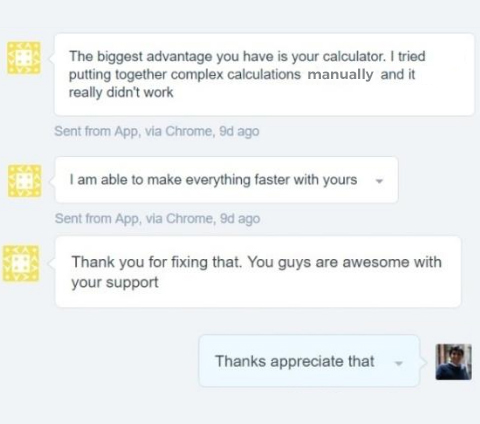 The biggest advantage you have is your calculator. I tried
putting together complex calculations manually and it
really didn't work
Sent from App, via Chrome, 9d ago
I am able to make everything faster with yours
Sent from App, via Chrome, 9d ago
Thank you for fixing that. You guys are awesome with
your support
Thanks appreciate that